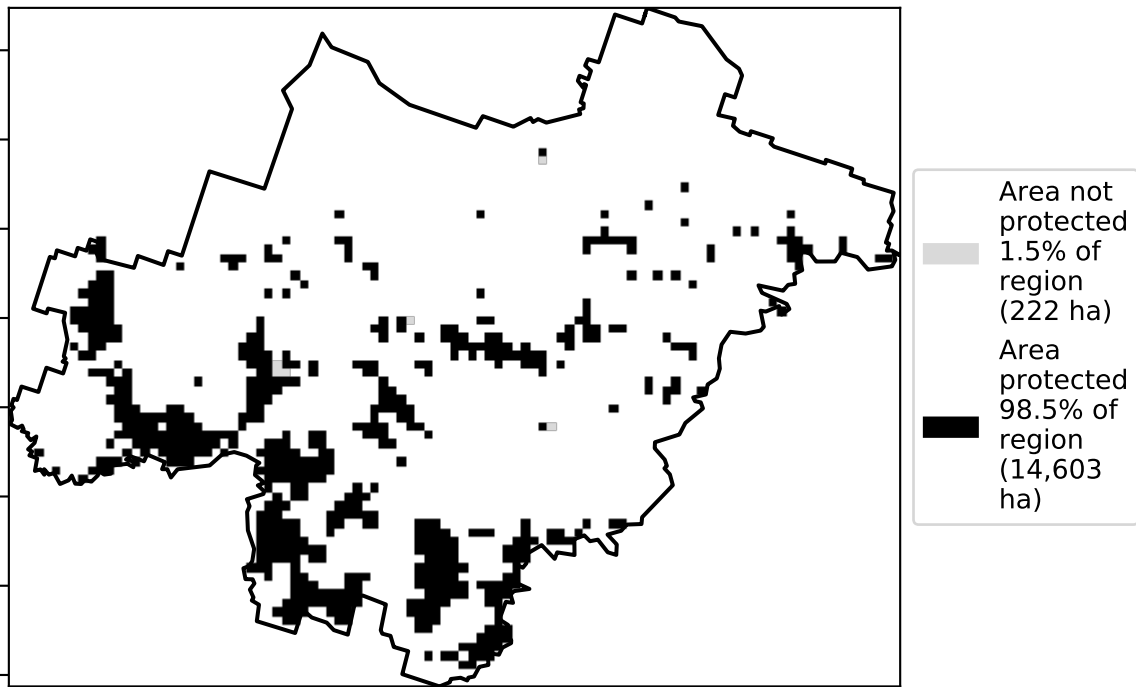 Area not
protected
1.5% of
region
(222 ha)
Area
protected
98.5% of
region
(14,603
ha)